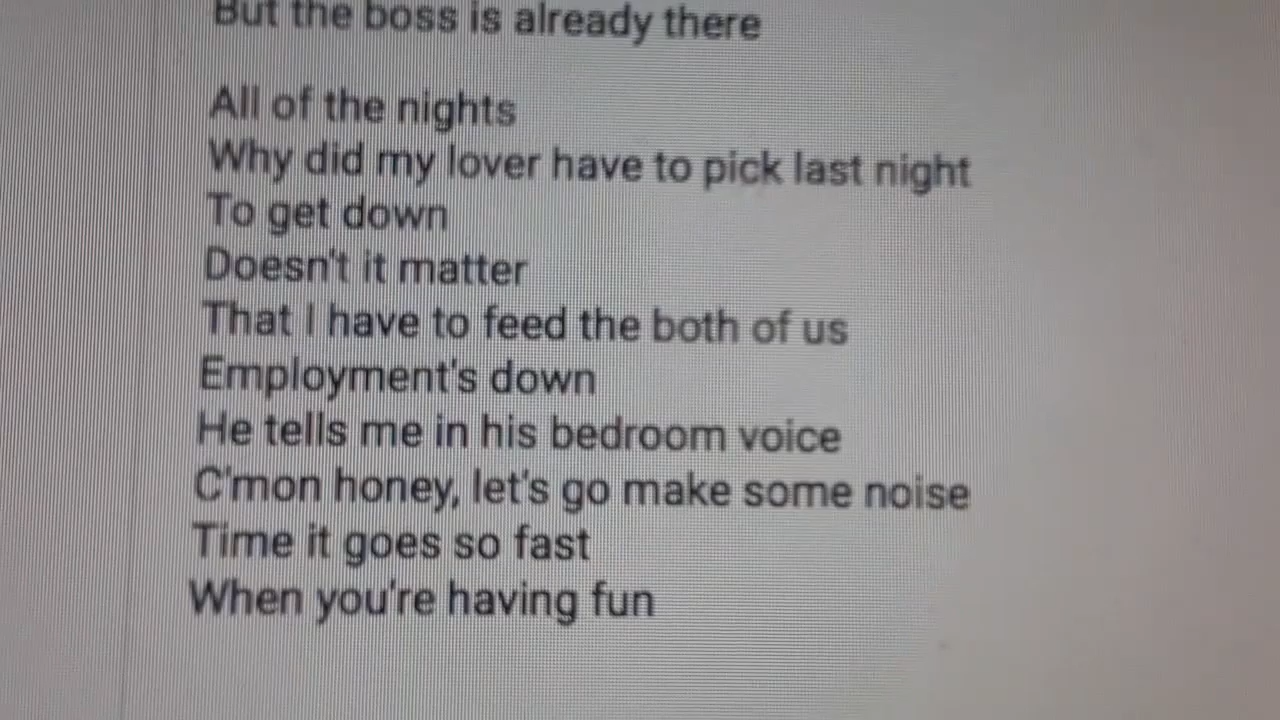 But the boss is already there
All of the nights
Why did my lover have to pick last night
To get down
Doesn't it matter
That I have to feed the both of us
Employment's down
He tells me in his bedroom voice
C'mon honey, let's go make some noise
Time it goes so fast
When you're having fun